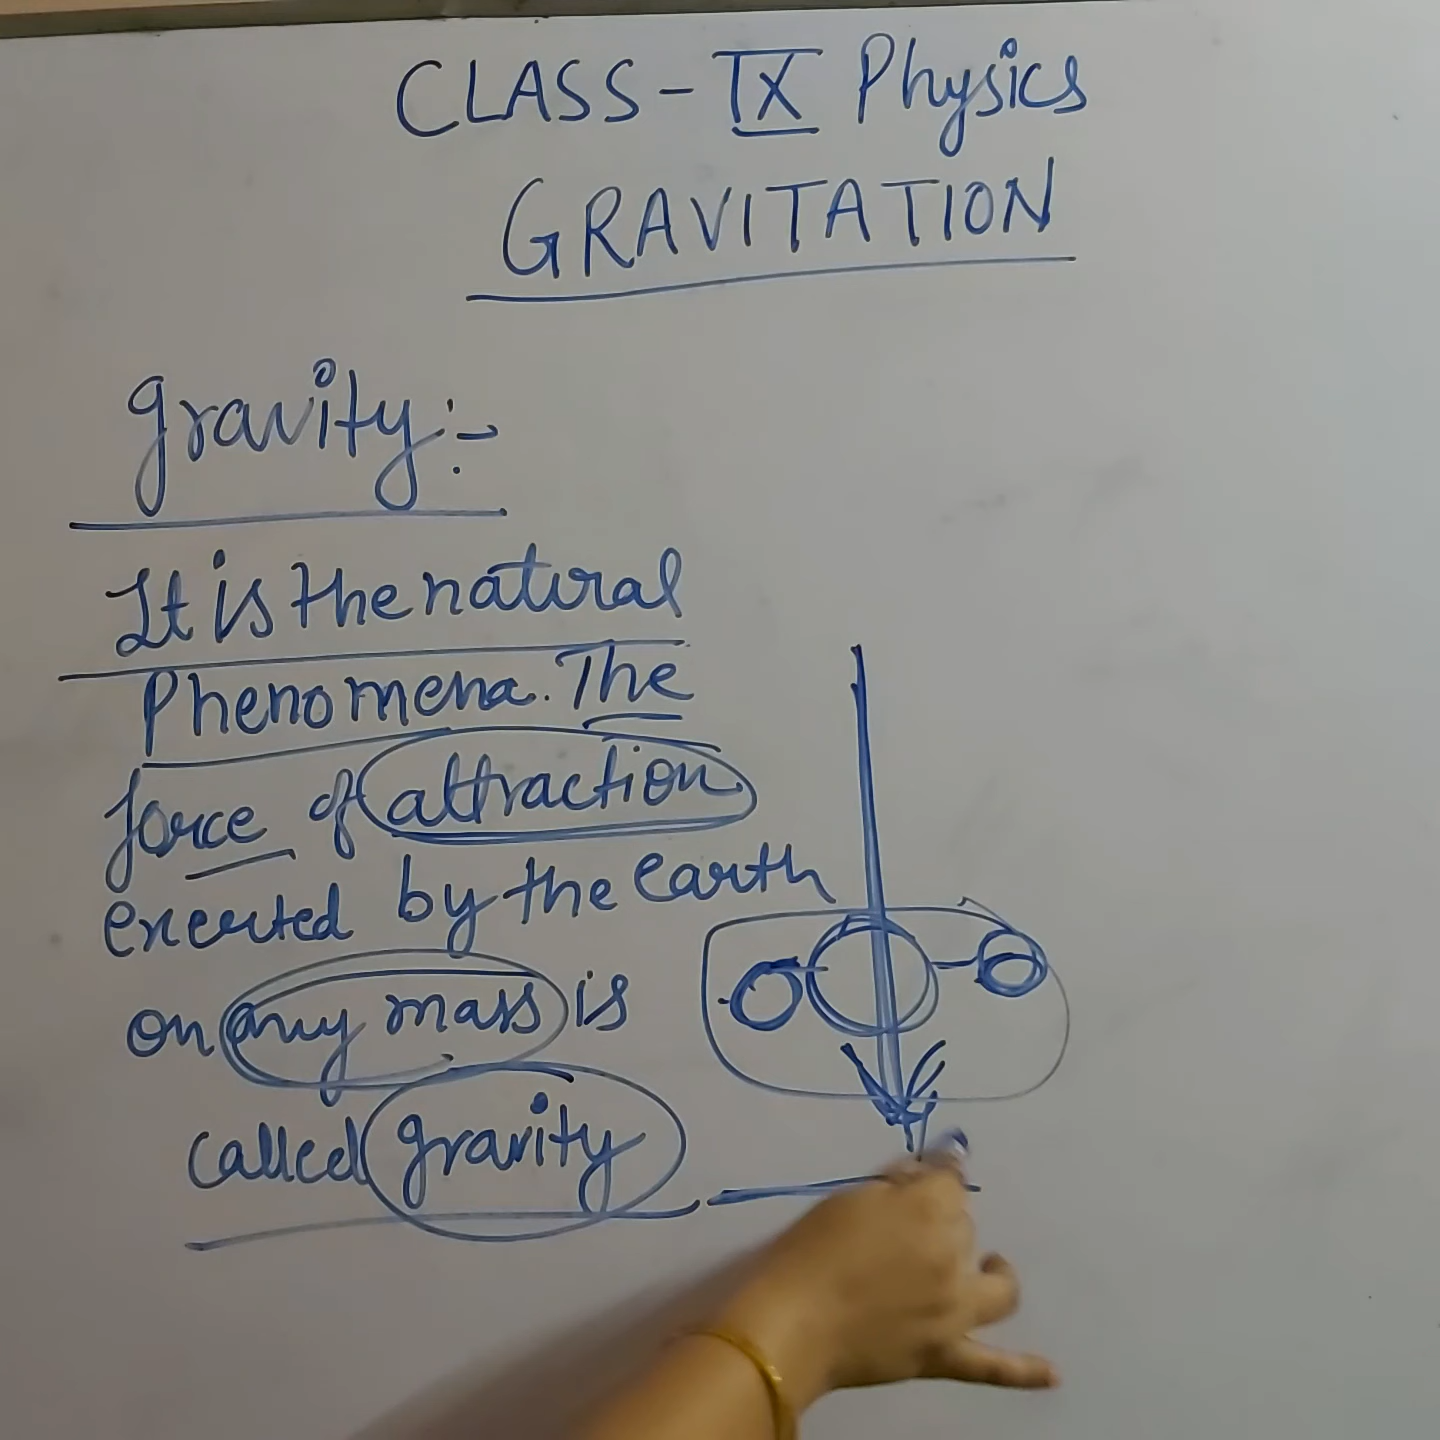 CLASS - IX Physics
GRAVITATION
gravity :-
It is the natural
Phenomena. The
force of attraction
exerted by the earth
on any mass is
called gravity